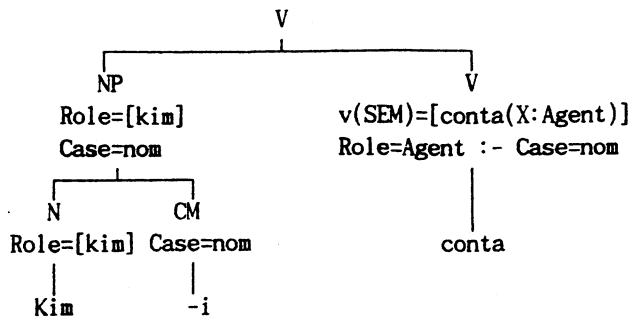 V
NP V
Role=[kim] v(SEM)=[conta(X:Agent)]
Case=nom Role=Agent :- Case=nom
N CM
Role=[kim] Case=nom conta
Kim -i